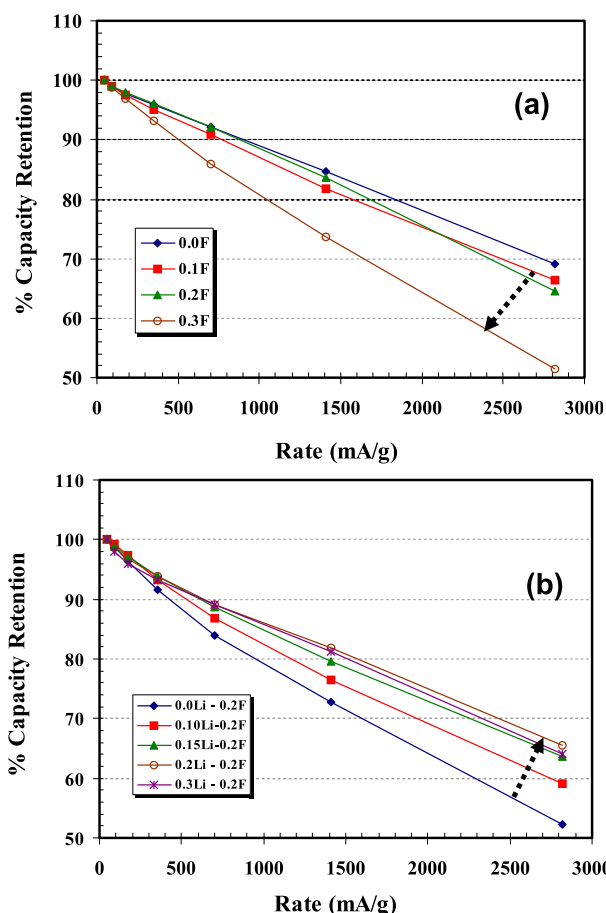 110
100
90
80
70
60
50
% Capacity Retention
(a)
0.0F
0.1F
0.2F
0.3F
0 500 1000 1500 2000 2500 3000
Rate (mA/g)
110
100
90
80
70
60
50
% Capacity Retention
(b)
0.0Li - 0.2F
0.10Li-0.2F
0.15Li-0.2F
0.2Li - 0.2F
0.3Li - 0.2F
0 500 1000 1500 2000 2500 3000
Rate (mA/g)